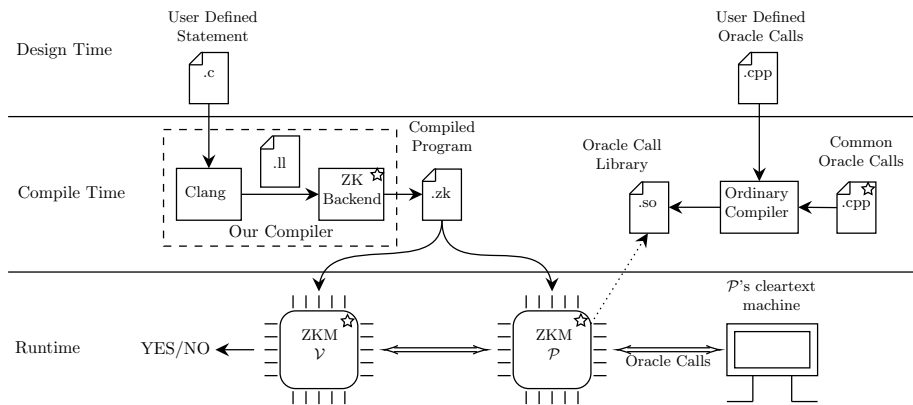 User Defined
Statement
User Defined
Oracle Calls
Design Time
.c
.cpp
Compiled
Program
Oracle Call
Library
Common
Oracle Calls
.ll
Compile Time
Clang
ZK
Backend
.zk
.so
Ordinary
Compiler
.cpp
Our Compiler
𝒫's cleartext
machine
Runtime
YES/NO
ZKM
𝒱
ZKM
𝒫
Oracle Calls